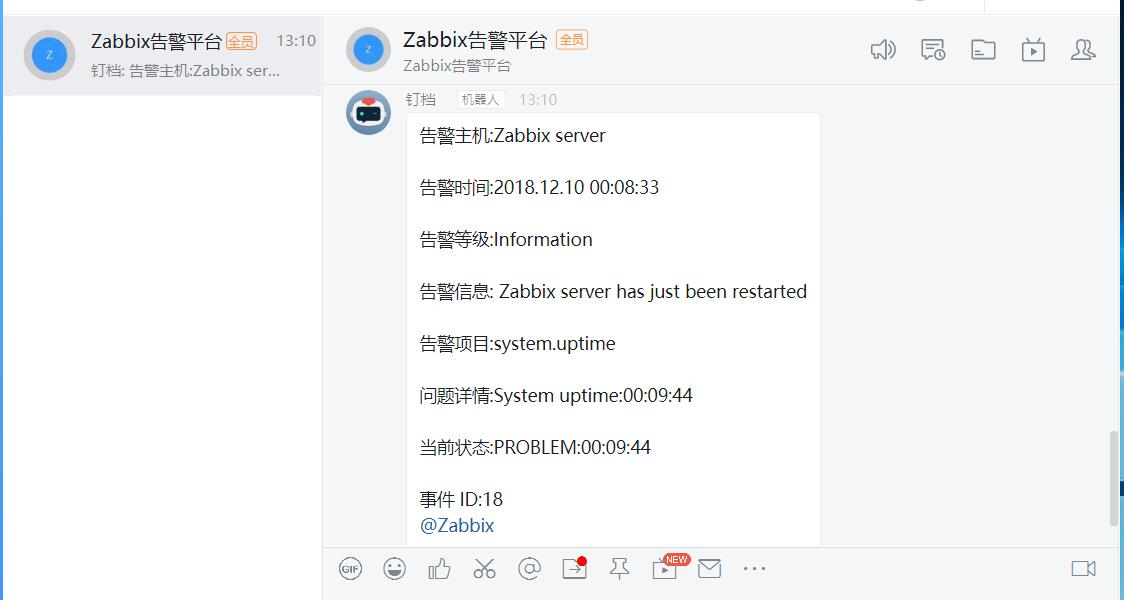 Z
Zabbix告警平台 全员 13:10
钉档: 告警主机:Zabbix ser...
Z
Zabbix告警平台 全员
Zabbix告警平台
钉档 机器人 13:10
告警主机:Zabbix server
告警时间:2018.12.10 00:08:33
告警等级:Information
告警信息: Zabbix server has just been restarted
告警项目:system.uptime
问题详情:System uptime:00:09:44
当前状态:PROBLEM:00:09:44
事件 ID:18
@Zabbix
GIF
NEW